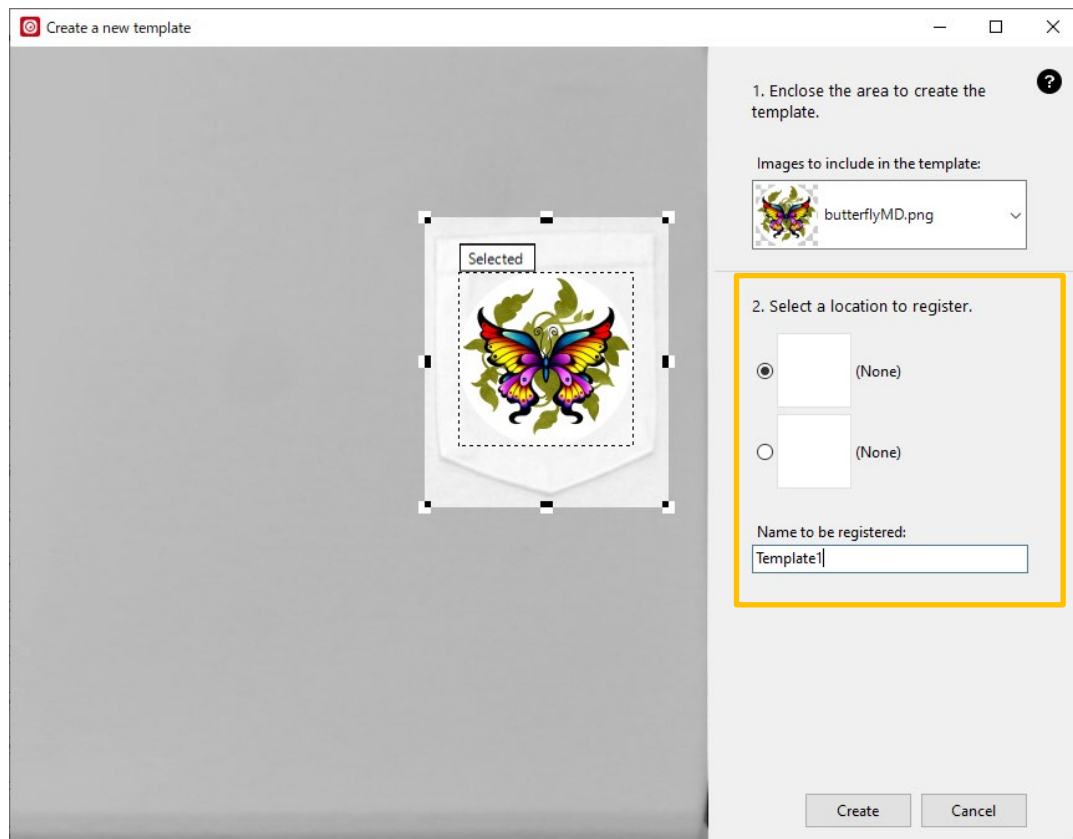 Create a new template
1. Enclose the area to create the
template.
?
Images to include in the template:
butterflyMD.png
Selected
2. Select a location to register.
(None)
(None)
Name to be registered:
Template1
Create
Cancel